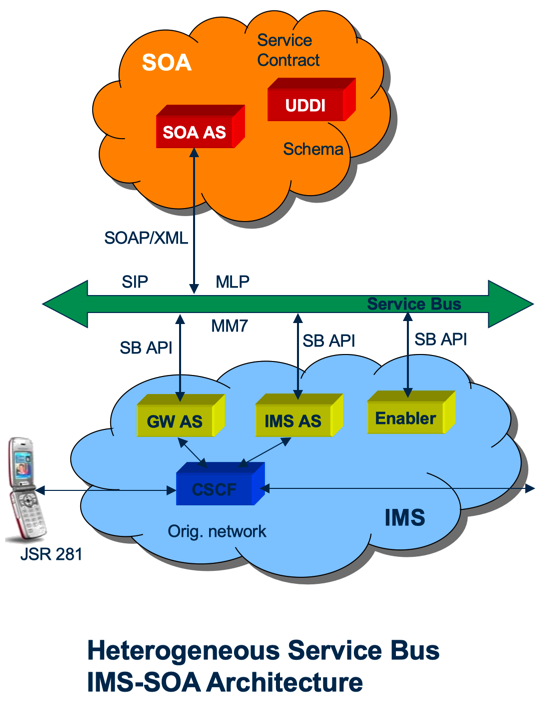 Service
Contract
SOA
UDDI
SOA AS
Schema
SOAP/XML
SIP
MLP
Service Bus
MM7
SB API
SB API
SB API
GW AS
IMS AS
Enabler
CSCF
IMS
Orig. network
JSR 281
Heterogeneous Service Bus
IMS-SOA Architecture